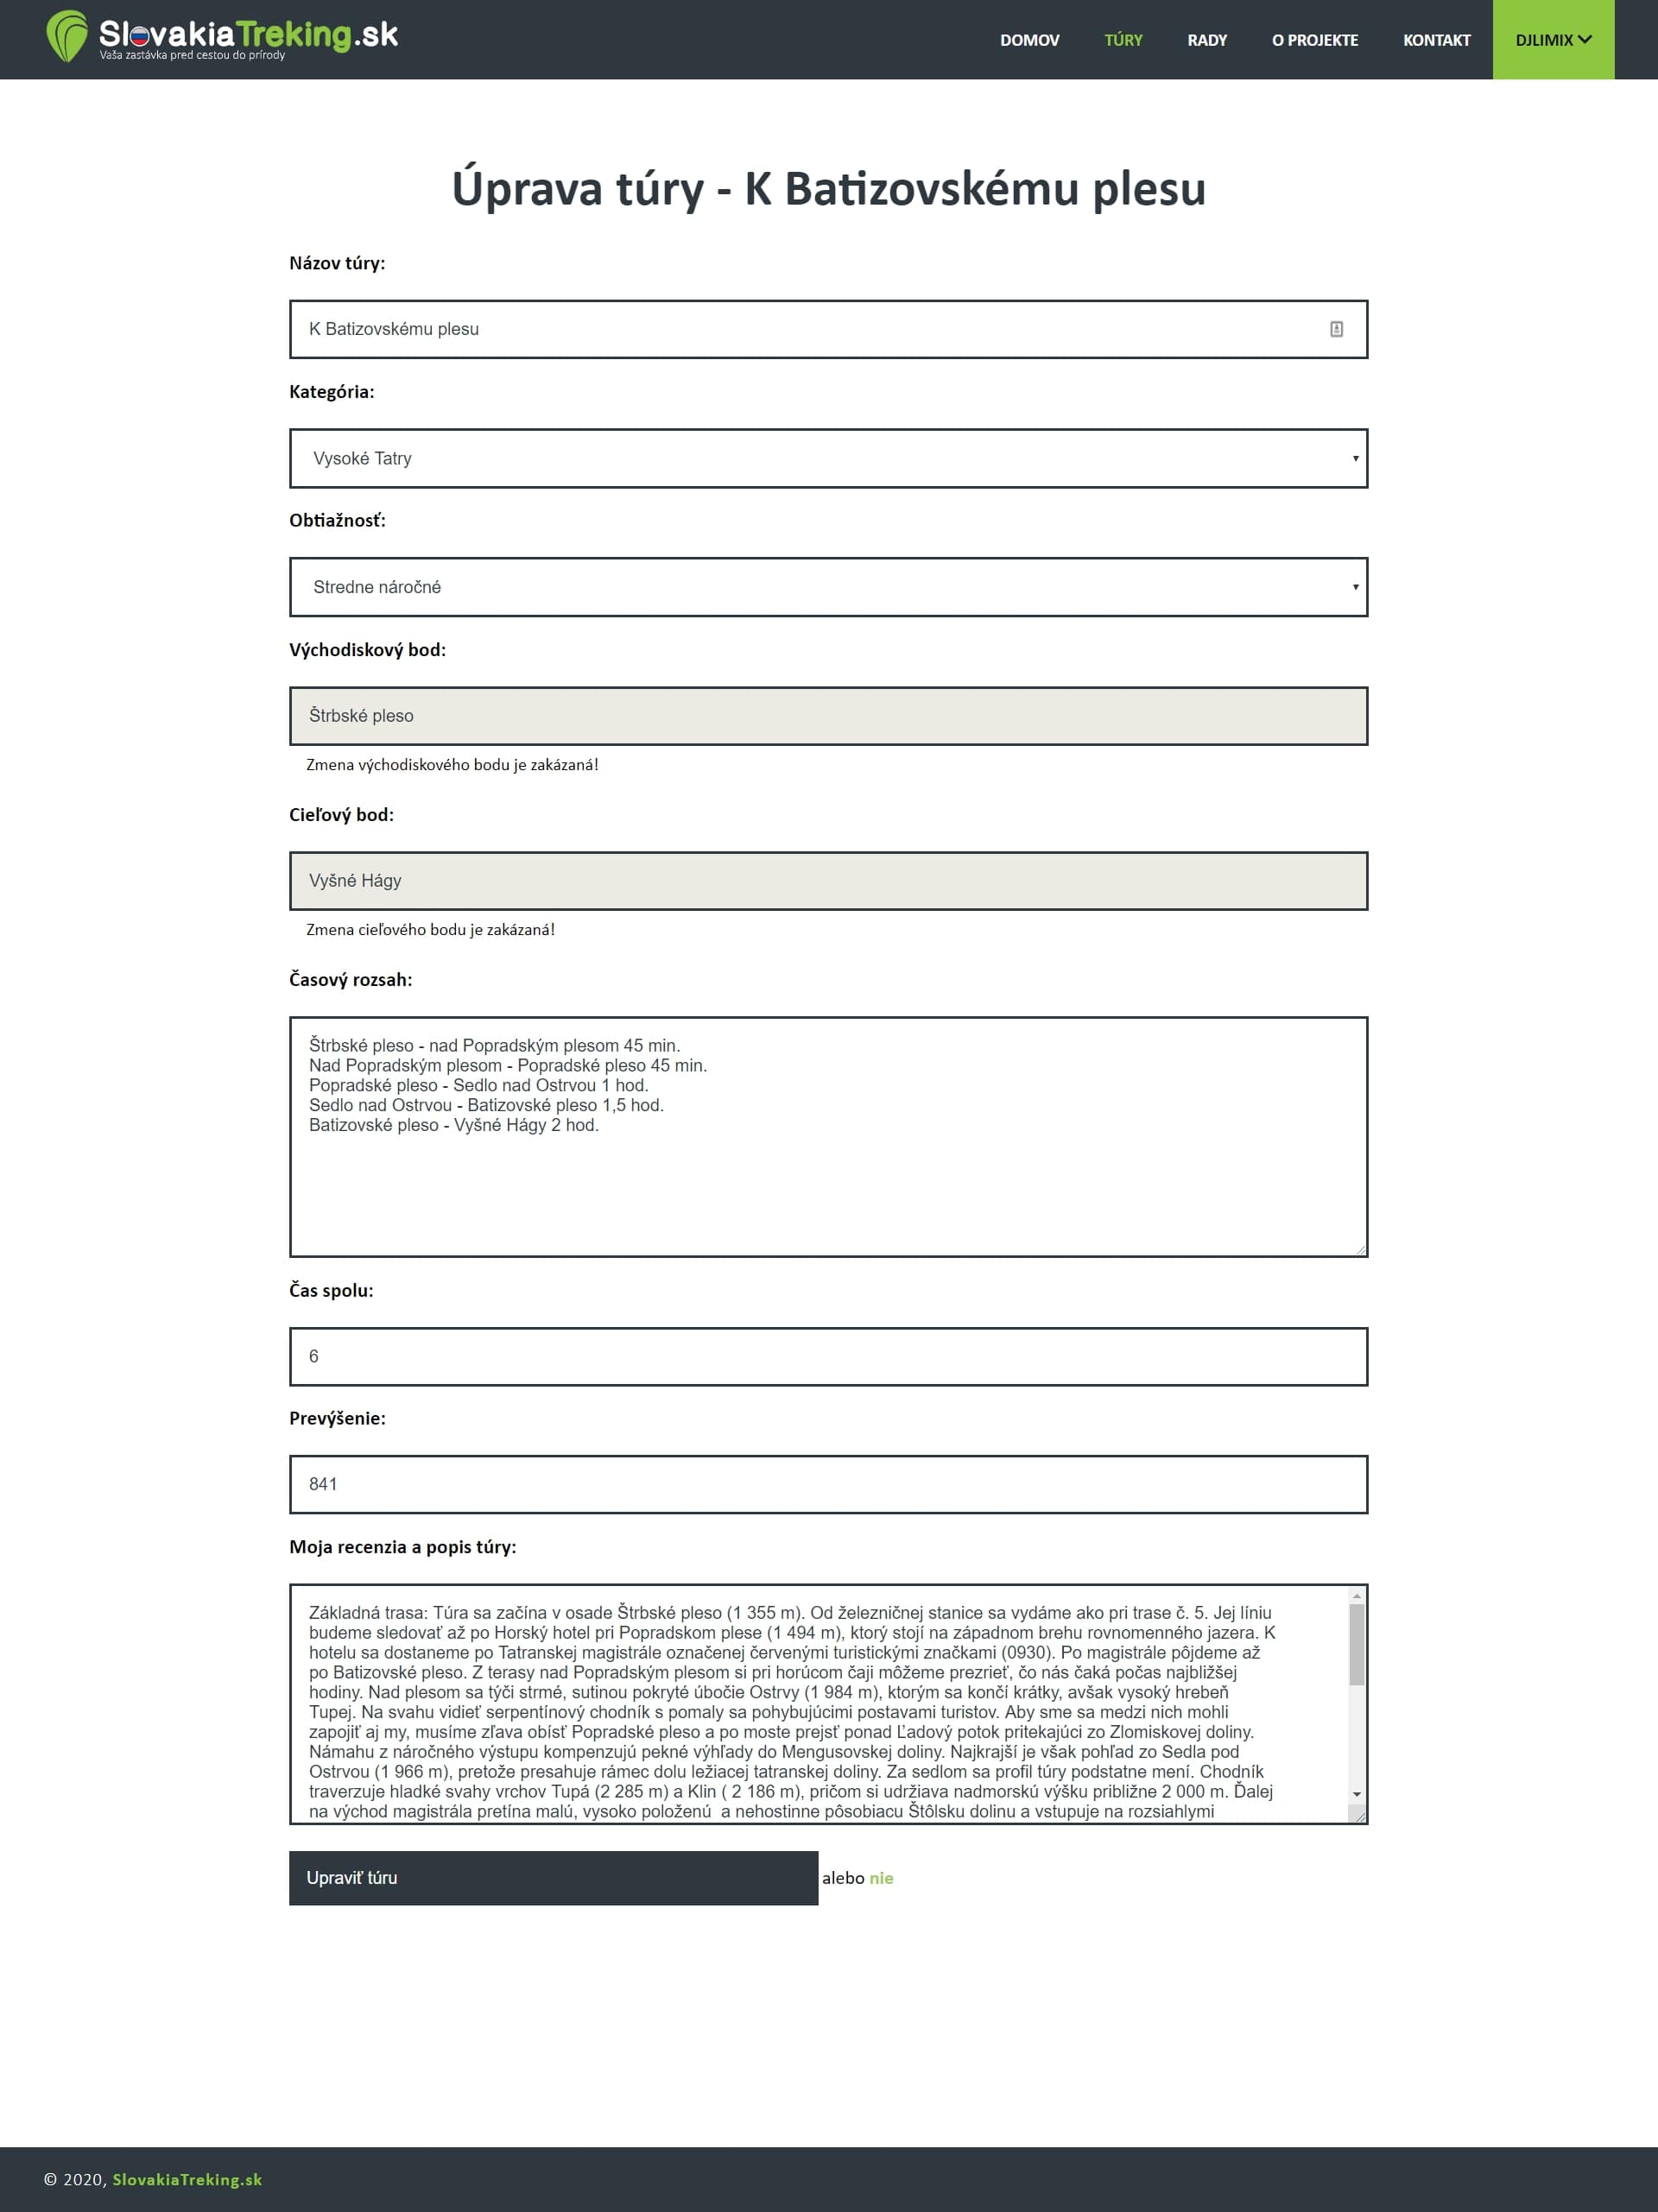 SlovakiaTreking.sk
Vaša zastávka pred cestou do prírody
DOMOV TÚRY RADY O PROJEKTE KONTAKT DJLIMIX
Úprava túry - K Batizovskému plesu
Názov túry:
K Batizovskému plesu
Kategória:
Vysoké Tatry
Obtiažnosť:
Stredne náročné
Východiskový bod:
Štrbské pleso
Zmena východiskového bodu je zakázaná!
Cieľový bod:
Vyšné Hágy
Zmena cieľového bodu je zakázaná!
Časový rozsah:
Štrbské pleso - nad Popradským plesom 45 min.
Nad Popradským plesom - Popradské pleso 45 min.
Popradské pleso - Sedlo nad Ostrvou 1 hod.
Sedlo nad Ostrvou - Batizovské pleso 1,5 hod.
Batizovské pleso - Vyšné Hágy 2 hod.
Čas spolu:
6
Prevýšenie:
841
Moja recenzia a popis túry:
Základná trasa: Túra sa začína v osade Štrbské pleso (1 355 m). Od železničnej stanice sa vydáme ako pri trase č. 5. Jej líniu
budeme sledovať až po Horský hotel pri Popradskom plese (1 494 m), ktorý stojí na západnom brehu rovnomenného jazera. K
hotelu sa dostaneme po Tatranskej magistrále označenej červenými turistickými značkami (0930). Po magistrále pôjdeme až
po Batizovské pleso. Z terasy nad Popradským plesom si pri horúcom čaji môžeme prezrieť, čo nás čaká počas najbližšej
hodiny. Nad plesom sa týči strmé, sutinou pokryté úbočie Ostrvy (1 984 m), ktorým sa končí krátky, avšak vysoký hrebeň
Tupej. Na svahu vidieť serpentínový chodník s pomaly sa pohybujúcimi postavami turistov. Aby sme sa medzi nich mohli
zapojiť aj my, musíme zľava obísť Popradské pleso a po moste prejsť ponad Ľadový potok pritekajúci zo Zlomiskovej doliny.
Námahu z náročného výstupu kompenzujú pekné výhľady do Mengusovskej doliny. Najkrajší je však pohľad zo Sedla pod
Ostrvou (1 966 m), pretože presahuje rámec dolu ležiacej tatranskej doliny. Za sedlom sa profil túry podstatne mení. Chodník
traverzuje hladké svahy vrchov Tupá (2 285 m) a Klin ( 2 186 m), pričom si udržiava nadmorskú výšku približne 2 000 m. Ďalej
na východ magistrála pretína malú, vysoko položenú  a nehostinne pôsobiacu Štôlsku dolinu a vstupuje na rozsiahlymi
Upraviť túru alebo nie
© 2020, SlovakiaTreking.sk